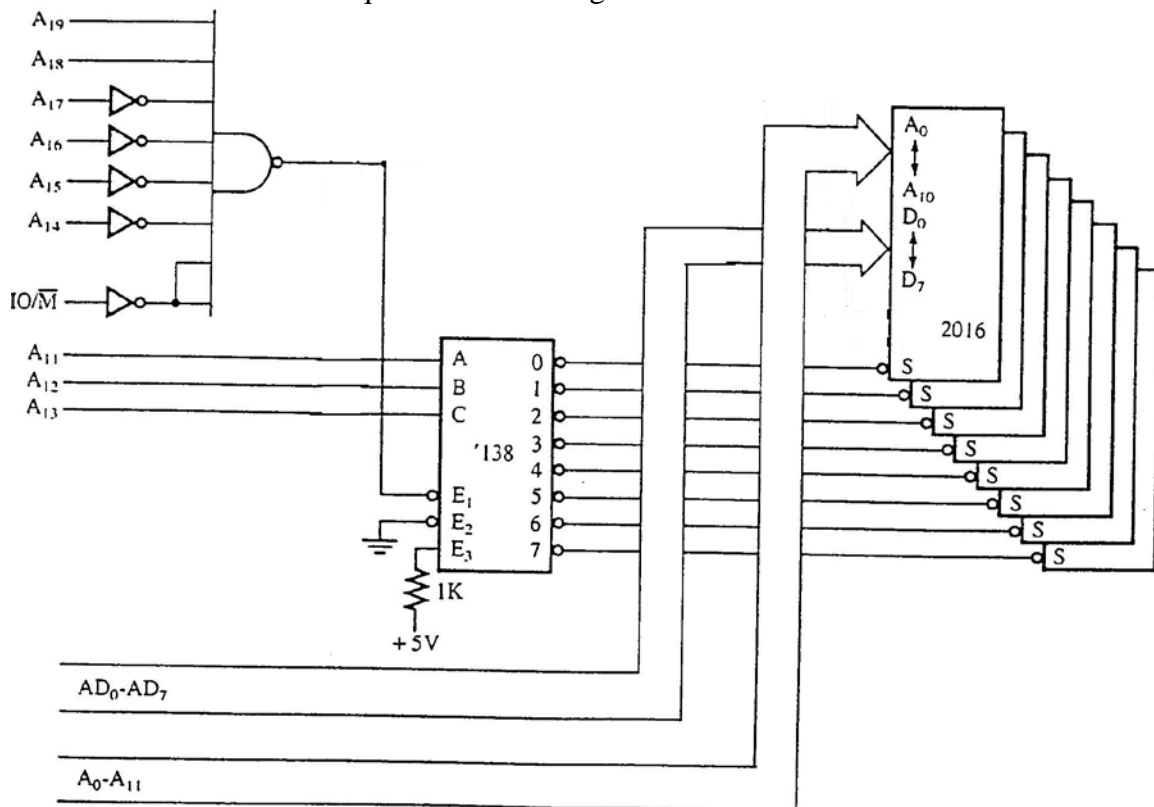 A₁₉
A₁₈
A₁₇
A₁₆
A₁₅
A₁₄
IO/M̅
A₁₁
A₁₂
A₁₃
A
B
C
'138
E₁
E₂
E₃
0
1
2
3
4
5
6
7
1K
+5V
A₀
A₁₀
D₀
D₇
2016
S
S
S
S
S
S
S
S
AD₀-AD₇
A₀-A₁₁